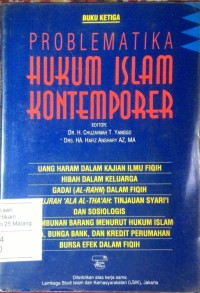 BUKU KETIGA
PROBLEMATIKA
HUKUM ISLAM
KONTEMPORER
EDITOR:
DR. H. CHUZAIMAH T. YANGGO
DRS. HA. HAFIZ ANSHARY AZ, MA
UANG HARAM DALAM KAJIAN ILMU FIQIH
HIBAH DALAM KELUARGA
GADAI (AL-RAHN) DALAM FIQIH
UJRAH 'ALA AL-THA'AH: TINJAUAN SYAR'I
DAN SOSIOLOGIS
MBUNAN BARANG MENURUT HUKUM ISLAM
BUNGA BANK, DAN KREDIT PERUMAHAN
BURSA EFEK DALAM FIQIH
Diterbitkan atas kerja sama
Lembaga Studi Islam dan Kemasyarakatan (LSIK), Jakarta